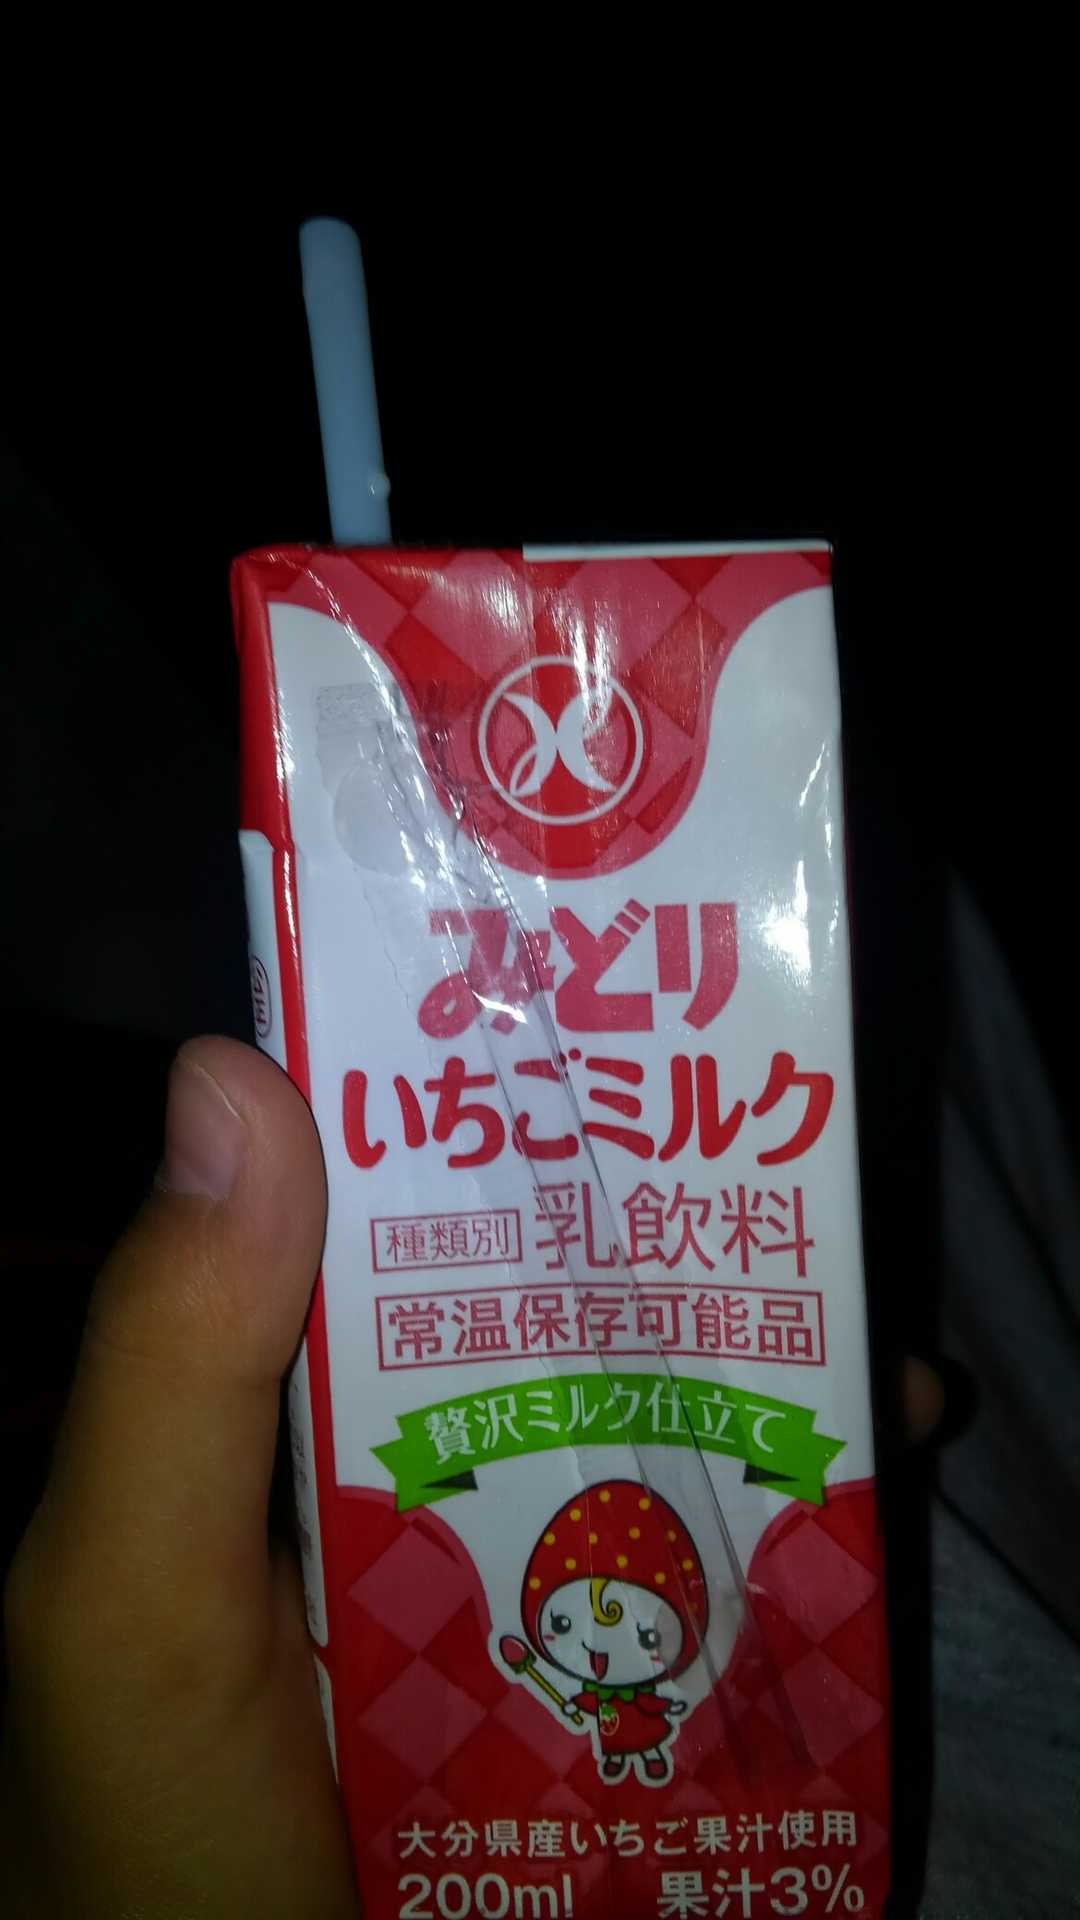 みどり
いちごミルク
種類別 乳飲料
常温保存可能品
贅沢ミルク仕立て
大分県産いちご果汁使用
200ml 果汁3%